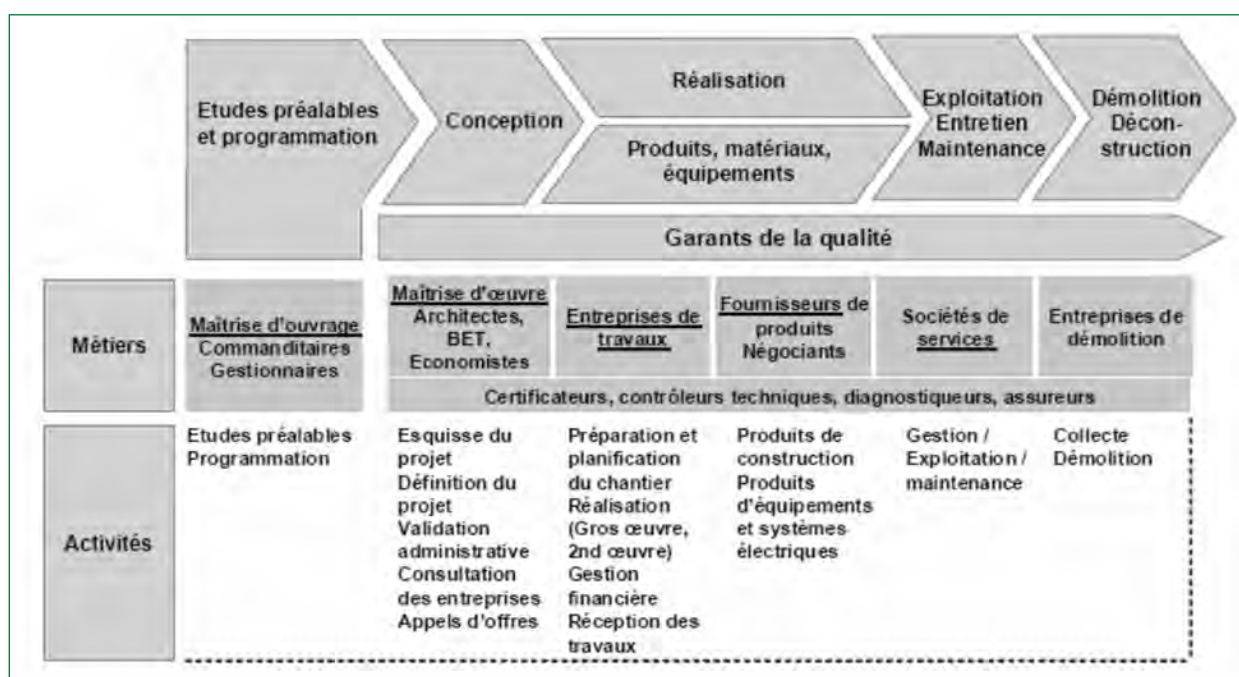 Etudes préalables
et programmation
Conception
Réalisation
Produits, matériaux,
équipements
Exploitation
Entretien
Maintenance
Démolition
Décon-
struction
Garants de la qualité
Métiers
Maîtrise d'ouvrage
Commanditaires
Gestionnaires
Maîtrise d'œuvre
Architectes,
BET,
Economistes
Entreprises de
travaux
Fournisseurs de
produits
Négociants
Sociétés de
services
Entreprises de
démolition
Certificateurs, contrôleurs techniques, diagnostiqueurs, assureurs
Activités
Etudes préalables
Programmation
Esquisse du
projet
Définition du
projet
Validation
administrative
Consultation
des entreprises
Appels d'offres
Préparation et
planification
du chantier
Réalisation
(Gros œuvre,
2nd œuvre)
Gestion
financière
Réception des
travaux
Produits de
construction
Produits
d'équipements
et systèmes
électriques
Gestion /
Exploitation /
maintenance
Collecte
Démolition